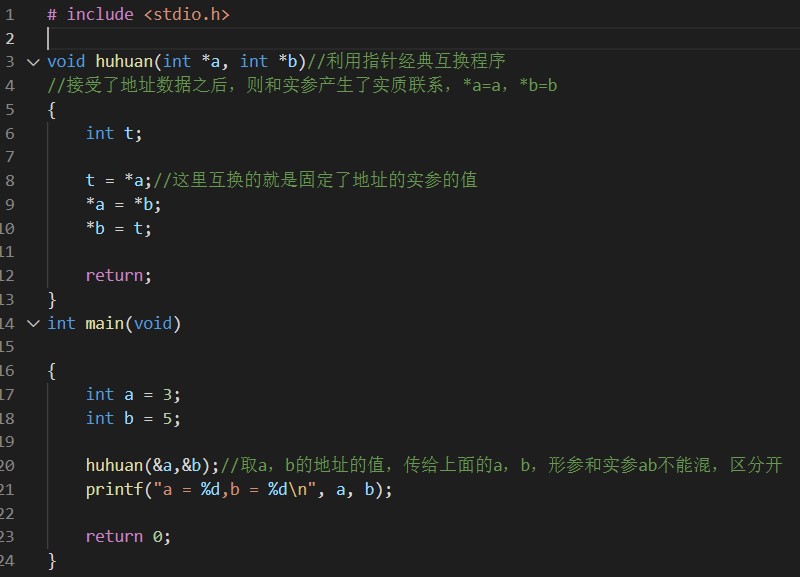 1 # include <stdio.h>
2
3 void huhuan(int *a, int *b)//利用指针经典互换程序
4 //接受了地址数据之后，则和实参产生了实质联系，*a=a，*b=b
5 {
6 int t;
7
8 t = *a;//这里互换的就是固定了地址的实参的值
9 *a = *b;
10 *b = t;
11
12 return;
13 }
14 int main(void)
15
16 {
17 int a = 3;
18 int b = 5;
19
20 huhuan(&a,&b);//取a，b的地址的值，传给上面的a，b，形参和实参ab不能混，区分开
21 printf("a = %d,b = %d\n", a, b);
22
23 return 0;
24 }